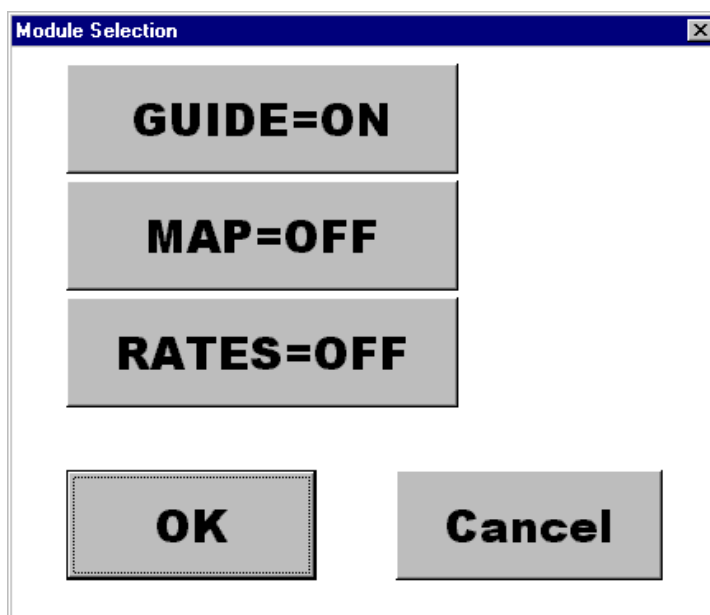 Module Selection
GUIDE=ON
MAP=OFF
RATES=OFF
OK
Cancel